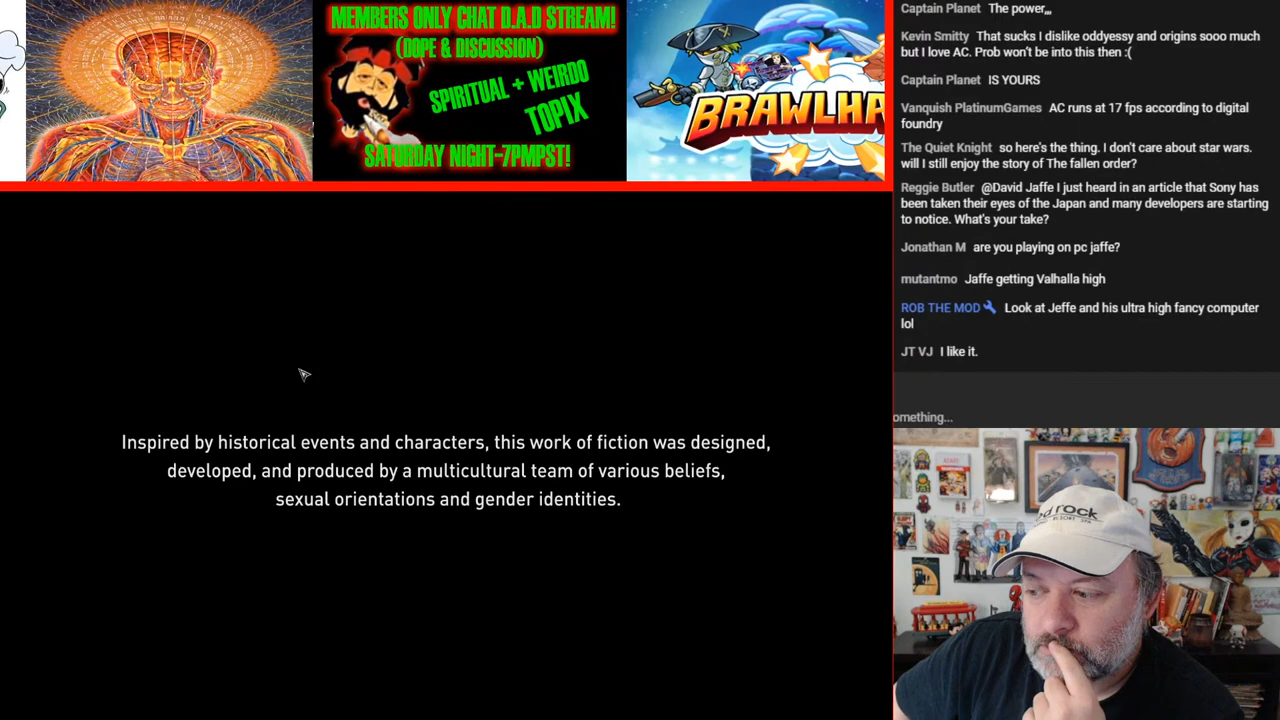 MEMBERS ONLY CHAT D.A.D STREAM!
(DOPE & DISCUSSION)
SPIRITUAL + WEIRDO
TOPIX
SATURDAY NIGHT-7PMPST!
BRAWLHA
Inspired by historical events and characters, this work of fiction was designed,
developed, and produced by a multicultural team of various beliefs,
sexual orientations and gender identities.
Captain Planet The power,,,
Kevin Smitty That sucks I dislike oddyessy and origins sooo much
but I love AC. Prob won't be into this then :(
Captain Planet IS YOURS
Vanquish PlatinumGames AC runs at 17 fps according to digital
foundry
The Quiet Knight so here's the thing. I don't care about star wars.
will I still enjoy the story of The fallen order?
Reggie Butler @David Jaffe I just heard in an article that Sony has
been taken their eyes of the Japan and many developers are starting
to notice. What's your take?
Jonathan M are you playing on pc jaffe?
mutantmo Jaffe getting Valhalla high
ROB THE MOD Look at Jeffe and his ultra high fancy computer
lol
JT VJ I like it.
omething...
ed rock